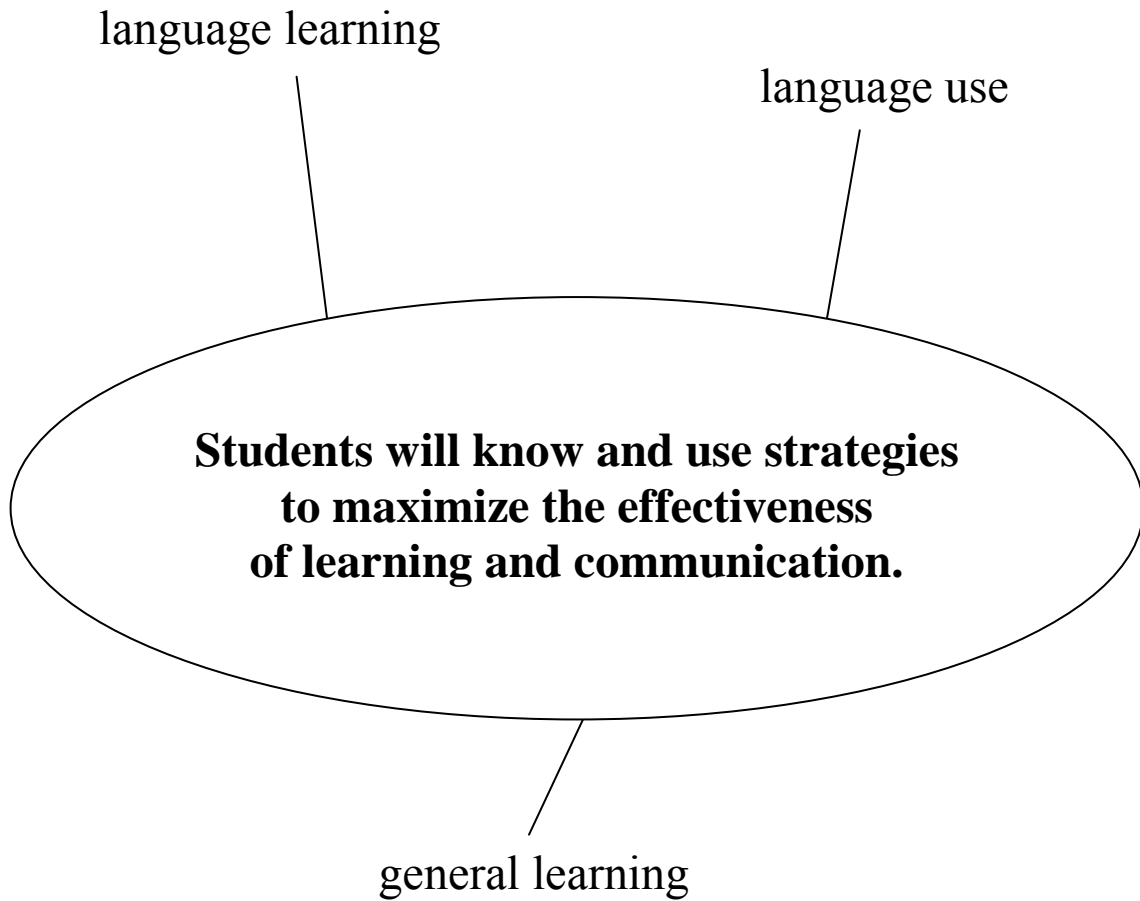 language learning
language use
Students will know and use strategies
to maximize the effectiveness
of learning and communication.
general learning